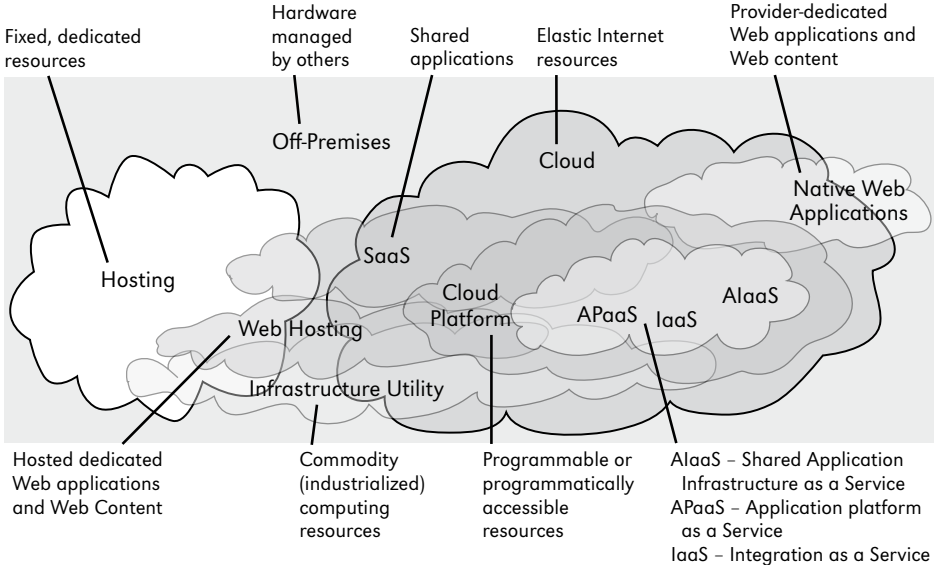 Fixed, dedicated
resources
Hardware
managed
by others
Shared
applications
Elastic Internet
resources
Provider-dedicated
Web applications and
Web content
Off-Premises
Cloud
Native Web
Applications
Hosting
SaaS
Cloud
Platform
APaaS
IaaS
AIaaS
Web Hosting
Infrastructure Utility
Hosted dedicated
Web applications
and Web Content
Commodity
(industrialized)
computing
resources
Programmable or
programmatically
accessible
resources
AIaaS – Shared Application
Infrastructure as a Service
APaaS – Application platform
as a Service
IaaS – Integration as a Service